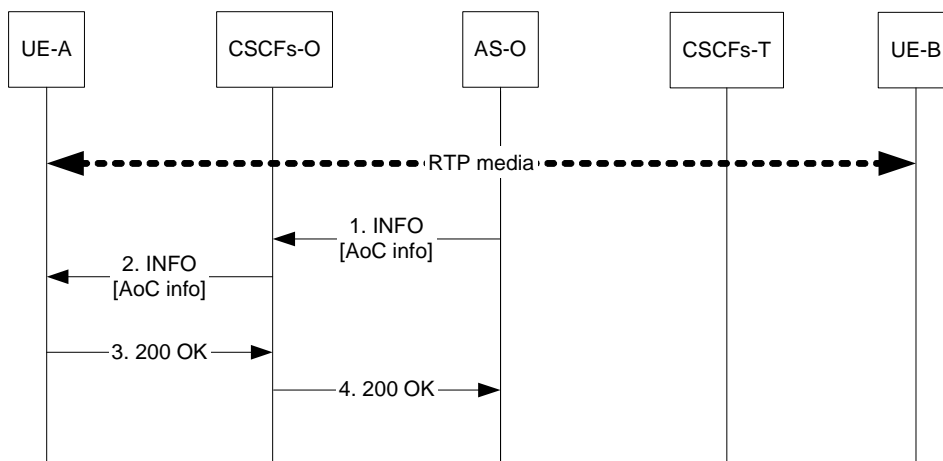 UE-A
CSCFs-O
AS-O
CSCFs-T
UE-B
RTP media
1. INFO
[AoC info]
2. INFO
[AoC info]
3. 200 OK
4. 200 OK